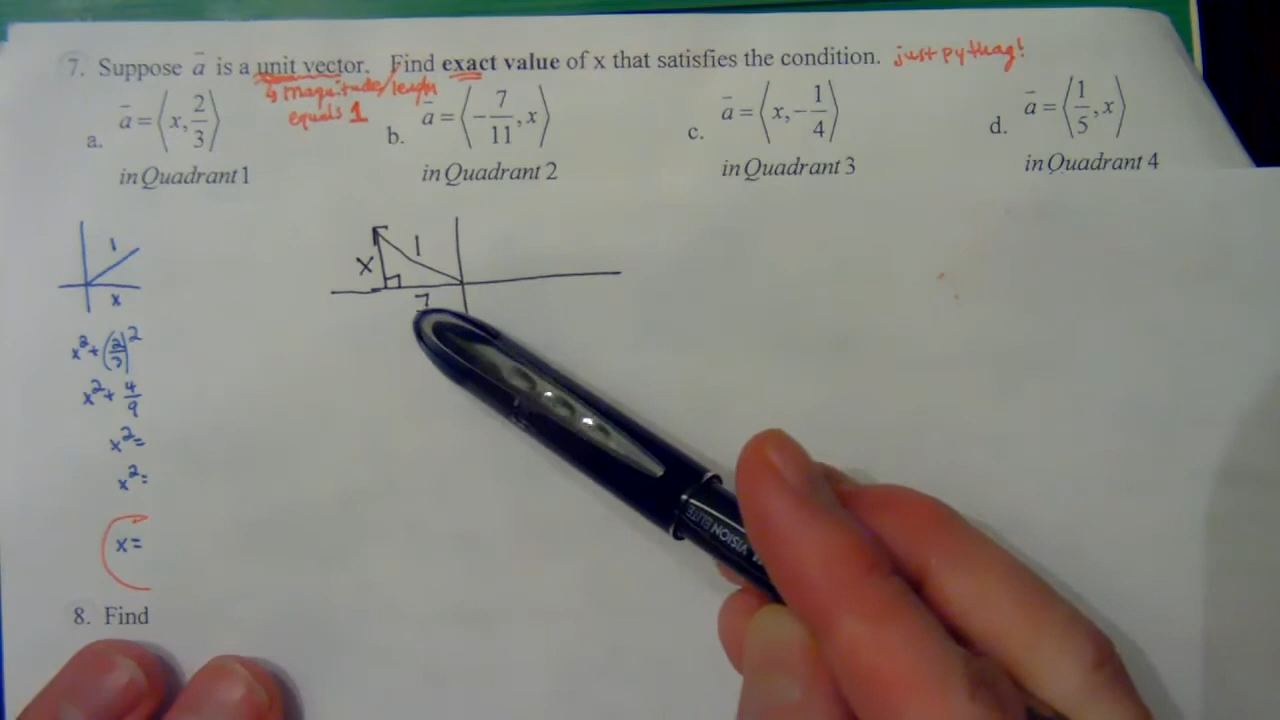 7. Suppose a̅ is a unit vector. Find exact value of x that satisfies the condition. just pythag!
↳ magnitude/length
equals 1
a. a̅ = ⟨x, 2/3⟩
in Quadrant 1
b. a̅ = ⟨-7/11, x⟩
in Quadrant 2
c. a̅ = ⟨x, -1/4⟩
in Quadrant 3
d. a̅ = ⟨1/5, x⟩
in Quadrant 4
1
x
x² + (2/3)²
x² + 4/9
x² =
x² =
x =
x
1
7
8. Find
VISION ELITE